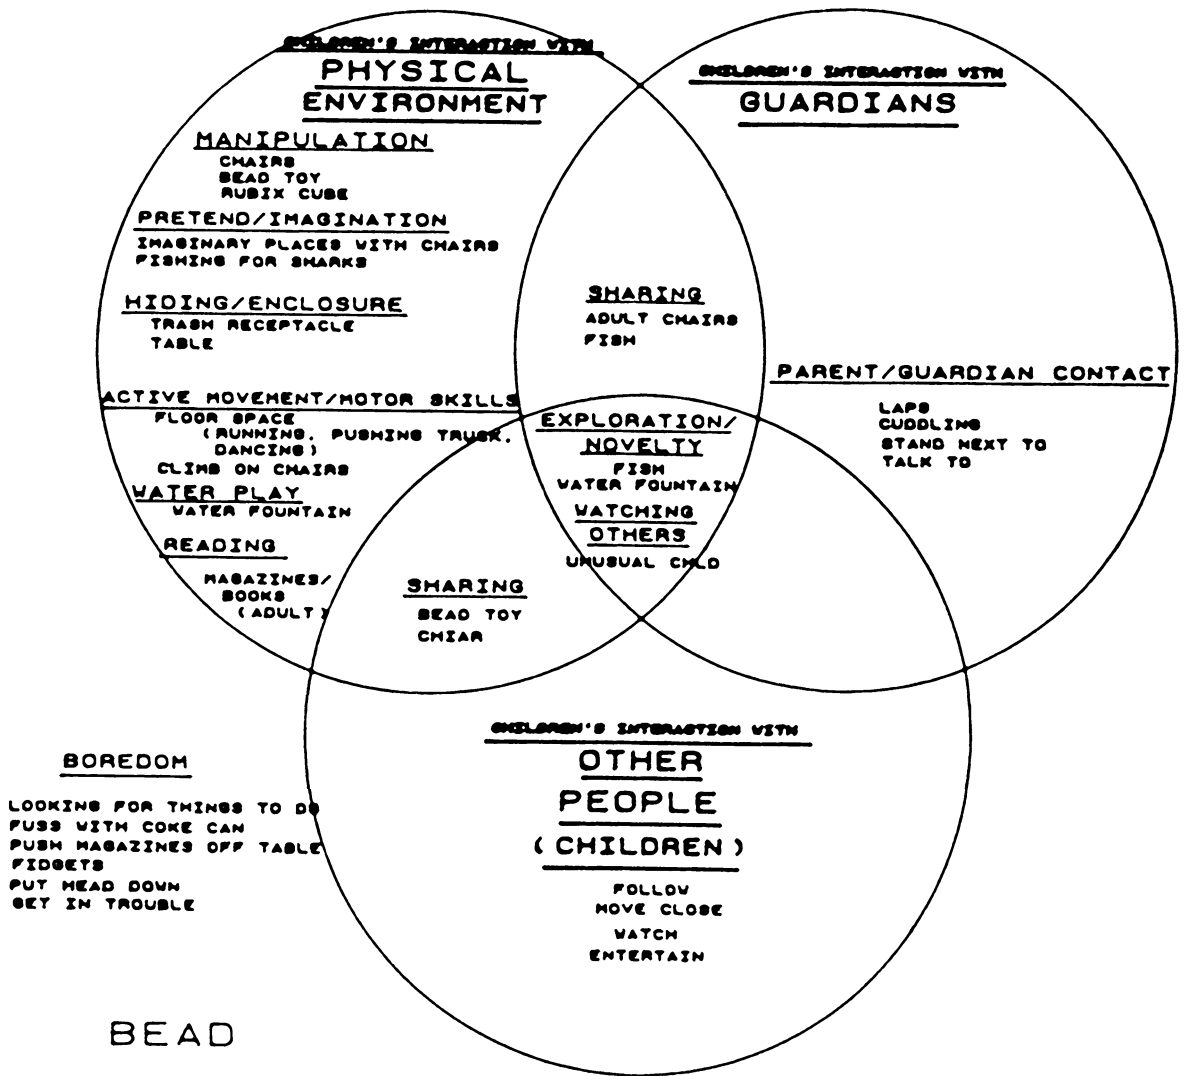 CHILDREN'S INTERACTION WITH
PHYSICAL
ENVIRONMENT
MANIPULATION
CHAIRS
BEAD TOY
RUBIX CUBE
PRETEND/IMAGINATION
IMAGINARY PLACES WITH CHAIRS
FISHING FOR SHARKS
HIDING/ENCLOSURE
TRASH RECEPTACLE
TABLE
ACTIVE MOVEMENT/MOTOR SKILLS
FLOOR SPACE
(RUNNING, PUSHING TRUCK,
DANCING)
CLIMB ON CHAIRS
WATER PLAY
WATER FOUNTAIN
READING
MAGAZINES/
BOOKS
(ADULT)
CHILDREN'S INTERACTION WITH
GUARDIANS
SHARING
ADULT CHAIRS
FISH
PARENT/GUARDIAN CONTACT
LAPS
CUDDLING
STAND NEXT TO
TALK TO
EXPLORATION/
NOVELTY
FISH
WATER FOUNTAIN
WATCHING
OTHERS
UNUSUAL CHLD
SHARING
BEAD TOY
CHIAR
CHILDREN'S INTERACTION WITH
OTHER
PEOPLE
(CHILDREN)
FOLLOW
MOVE CLOSE
WATCH
ENTERTAIN
BOREDOM
LOOKING FOR THINGS TO DO
FUSS WITH COKE CAN
PUSH MAGAZINES OFF TABLE
FIDGETS
PUT HEAD DOWN
GET IN TROUBLE
BEAD